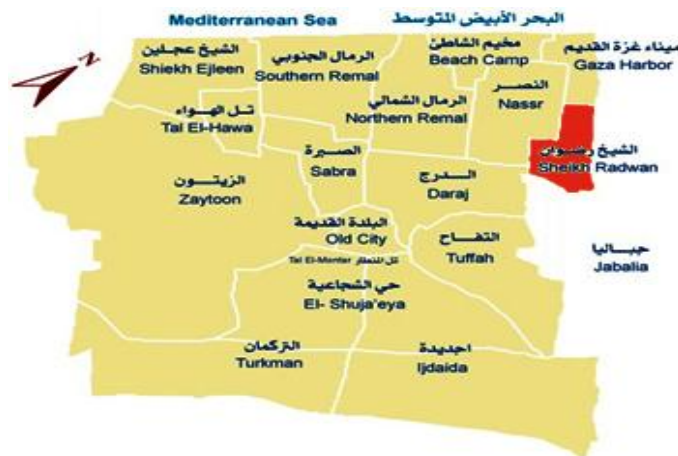 Mediterranean Sea
البحر الأبيض المتوسط
الشيخ عجلين
Shiekh Ejleen
الرمال الجنوبي
Southern Remal
مخيم الشاطئ
Beach Camp
ميناء غزة القديم
Gaza Harbor
النصر
Nassr
N
تل الهواء
Tal El-Hawa
الرمال الشمالي
Northern Remal
الصبرة
Sabra
الدرج
Daraj
الشيخ رضوان
Sheikh Radwan
الزيتون
Zaytoon
البلدة القديمة
Old City
التفاح
Tuffah
جباليا
Jabalia
Tal El-Montar تل المنطار
حي الشجاعية
El- Shuja'eya
التركمان
Turkman
اجديدة
Ijdaida